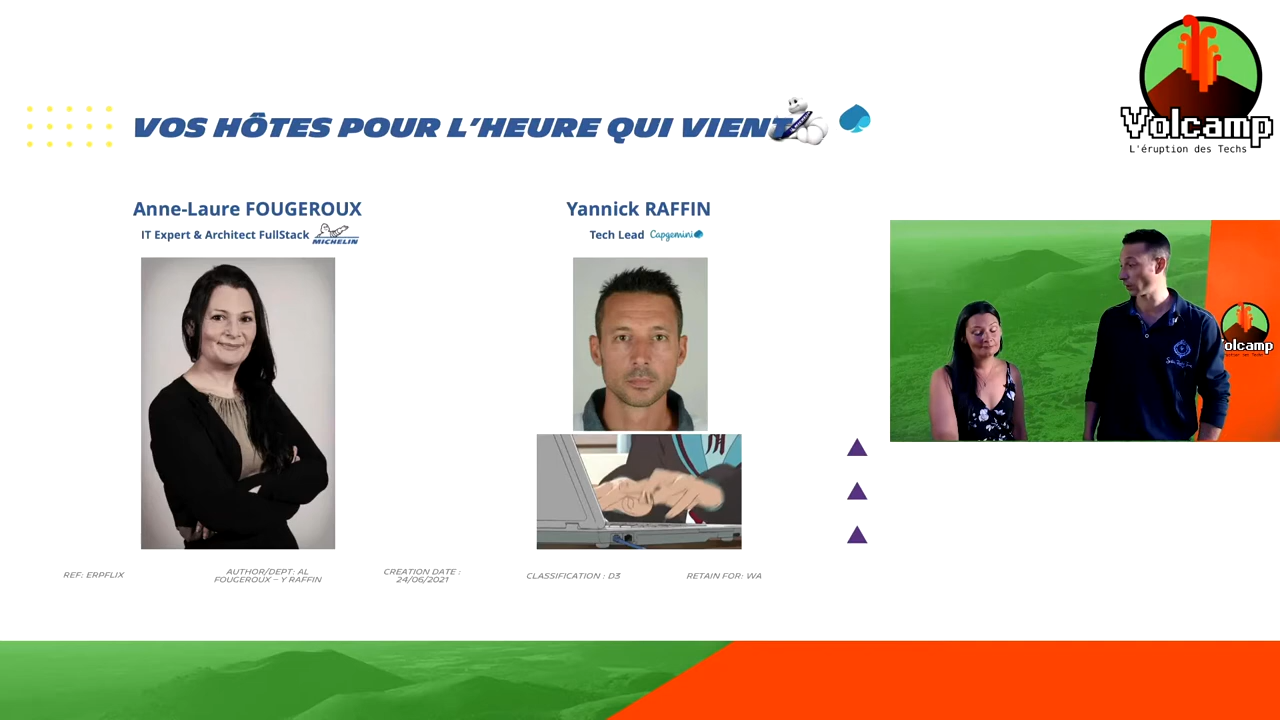 VOS HÔTES POUR L'HEURE QUI VIENT
Volcamp
L'éruption des Techs
Anne-Laure FOUGEROUX
IT Expert & Architect FullStack MICHELIN
Yannick RAFFIN
Tech Lead Capgemini
olcamp
REF: ERPFLIX
AUTHOR/DEPT: AL
FOUGEROUX – Y RAFFIN
CREATION DATE :
24/06/2021
CLASSIFICATION : D3
RETAIN FOR: WA